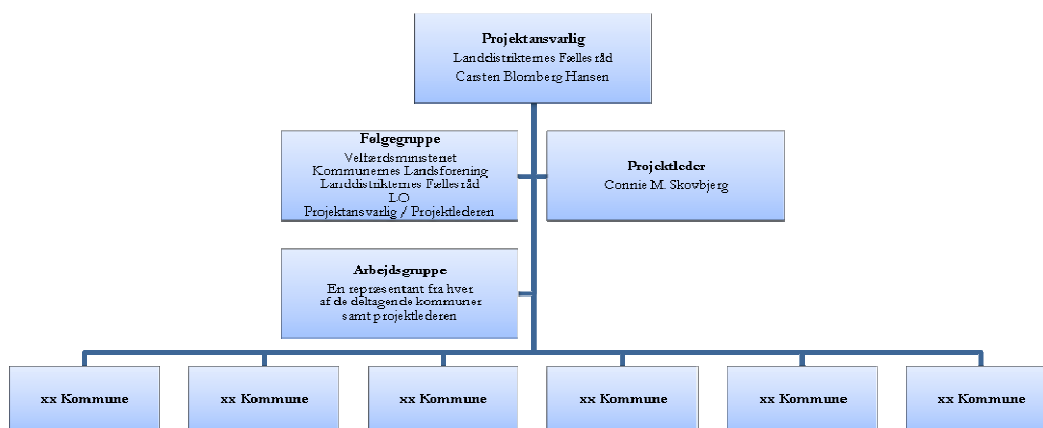 Projektansvarlig
Landdistrikternes Fællesråd
Carsten Blomberg Hansen
Følgegruppe
Velfærdsministeriet
Kommunernes Landsforening
Landdistrikternes Fællesråd
LO
Projektansvarlig / Projektlederen
Projektleder
Connie M. Skovbjerg
Arbejdsgruppe
En repræsentant fra hver
af de deltagende kommuner
samt projektlederen
xx Kommune
xx Kommune
xx Kommune
xx Kommune
xx Kommune
xx Kommune